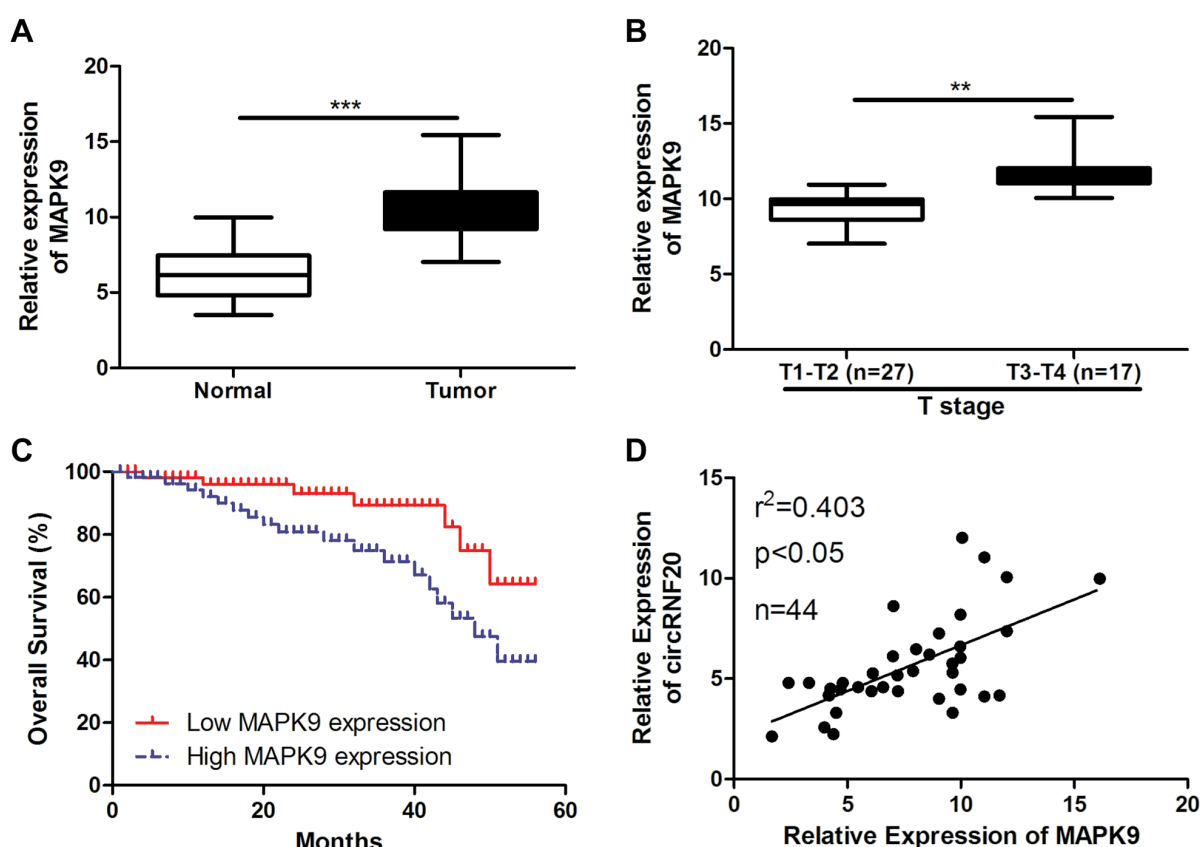 A
Relative expression
of MAPK9
20
15
10
5
0
***
Normal
Tumor
B
Relative expression
of MAPK9
20
15
10
5
0
**
T1-T2 (n=27)
T3-T4 (n=17)
T stage
C
Overall Survival (%)
100
80
60
40
20
0
Low MAPK9 expression
High MAPK9 expression
0
20
40
60
Months
D
Relative Expression
of circRNF20
15
10
5
0
r²=0.403
p<0.05
n=44
0
5
10
15
20
Relative Expression of MAPK9